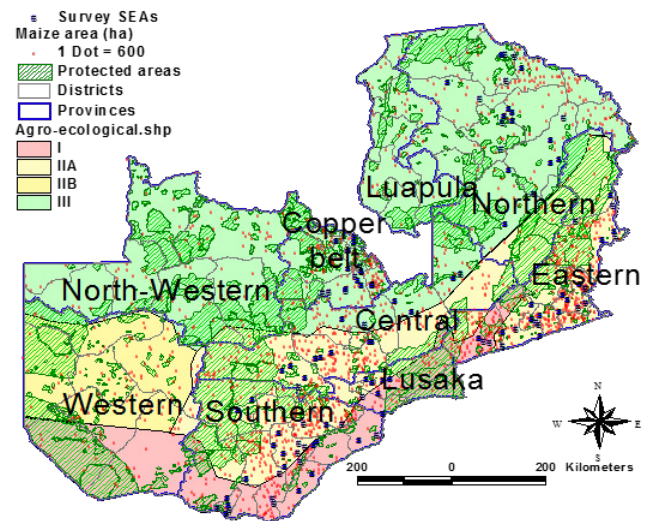 s Survey SEAs
Maize area (ha)
1 Dot = 600
Protected areas
Districts
Provinces
Agro-ecological.shp
I
IIA
IIB
III
Luapula
Northern
Copper
belt
Eastern
North-Western
Central
Lusaka
Western
Southern
N
W E
S
200 0 200 Kilometers